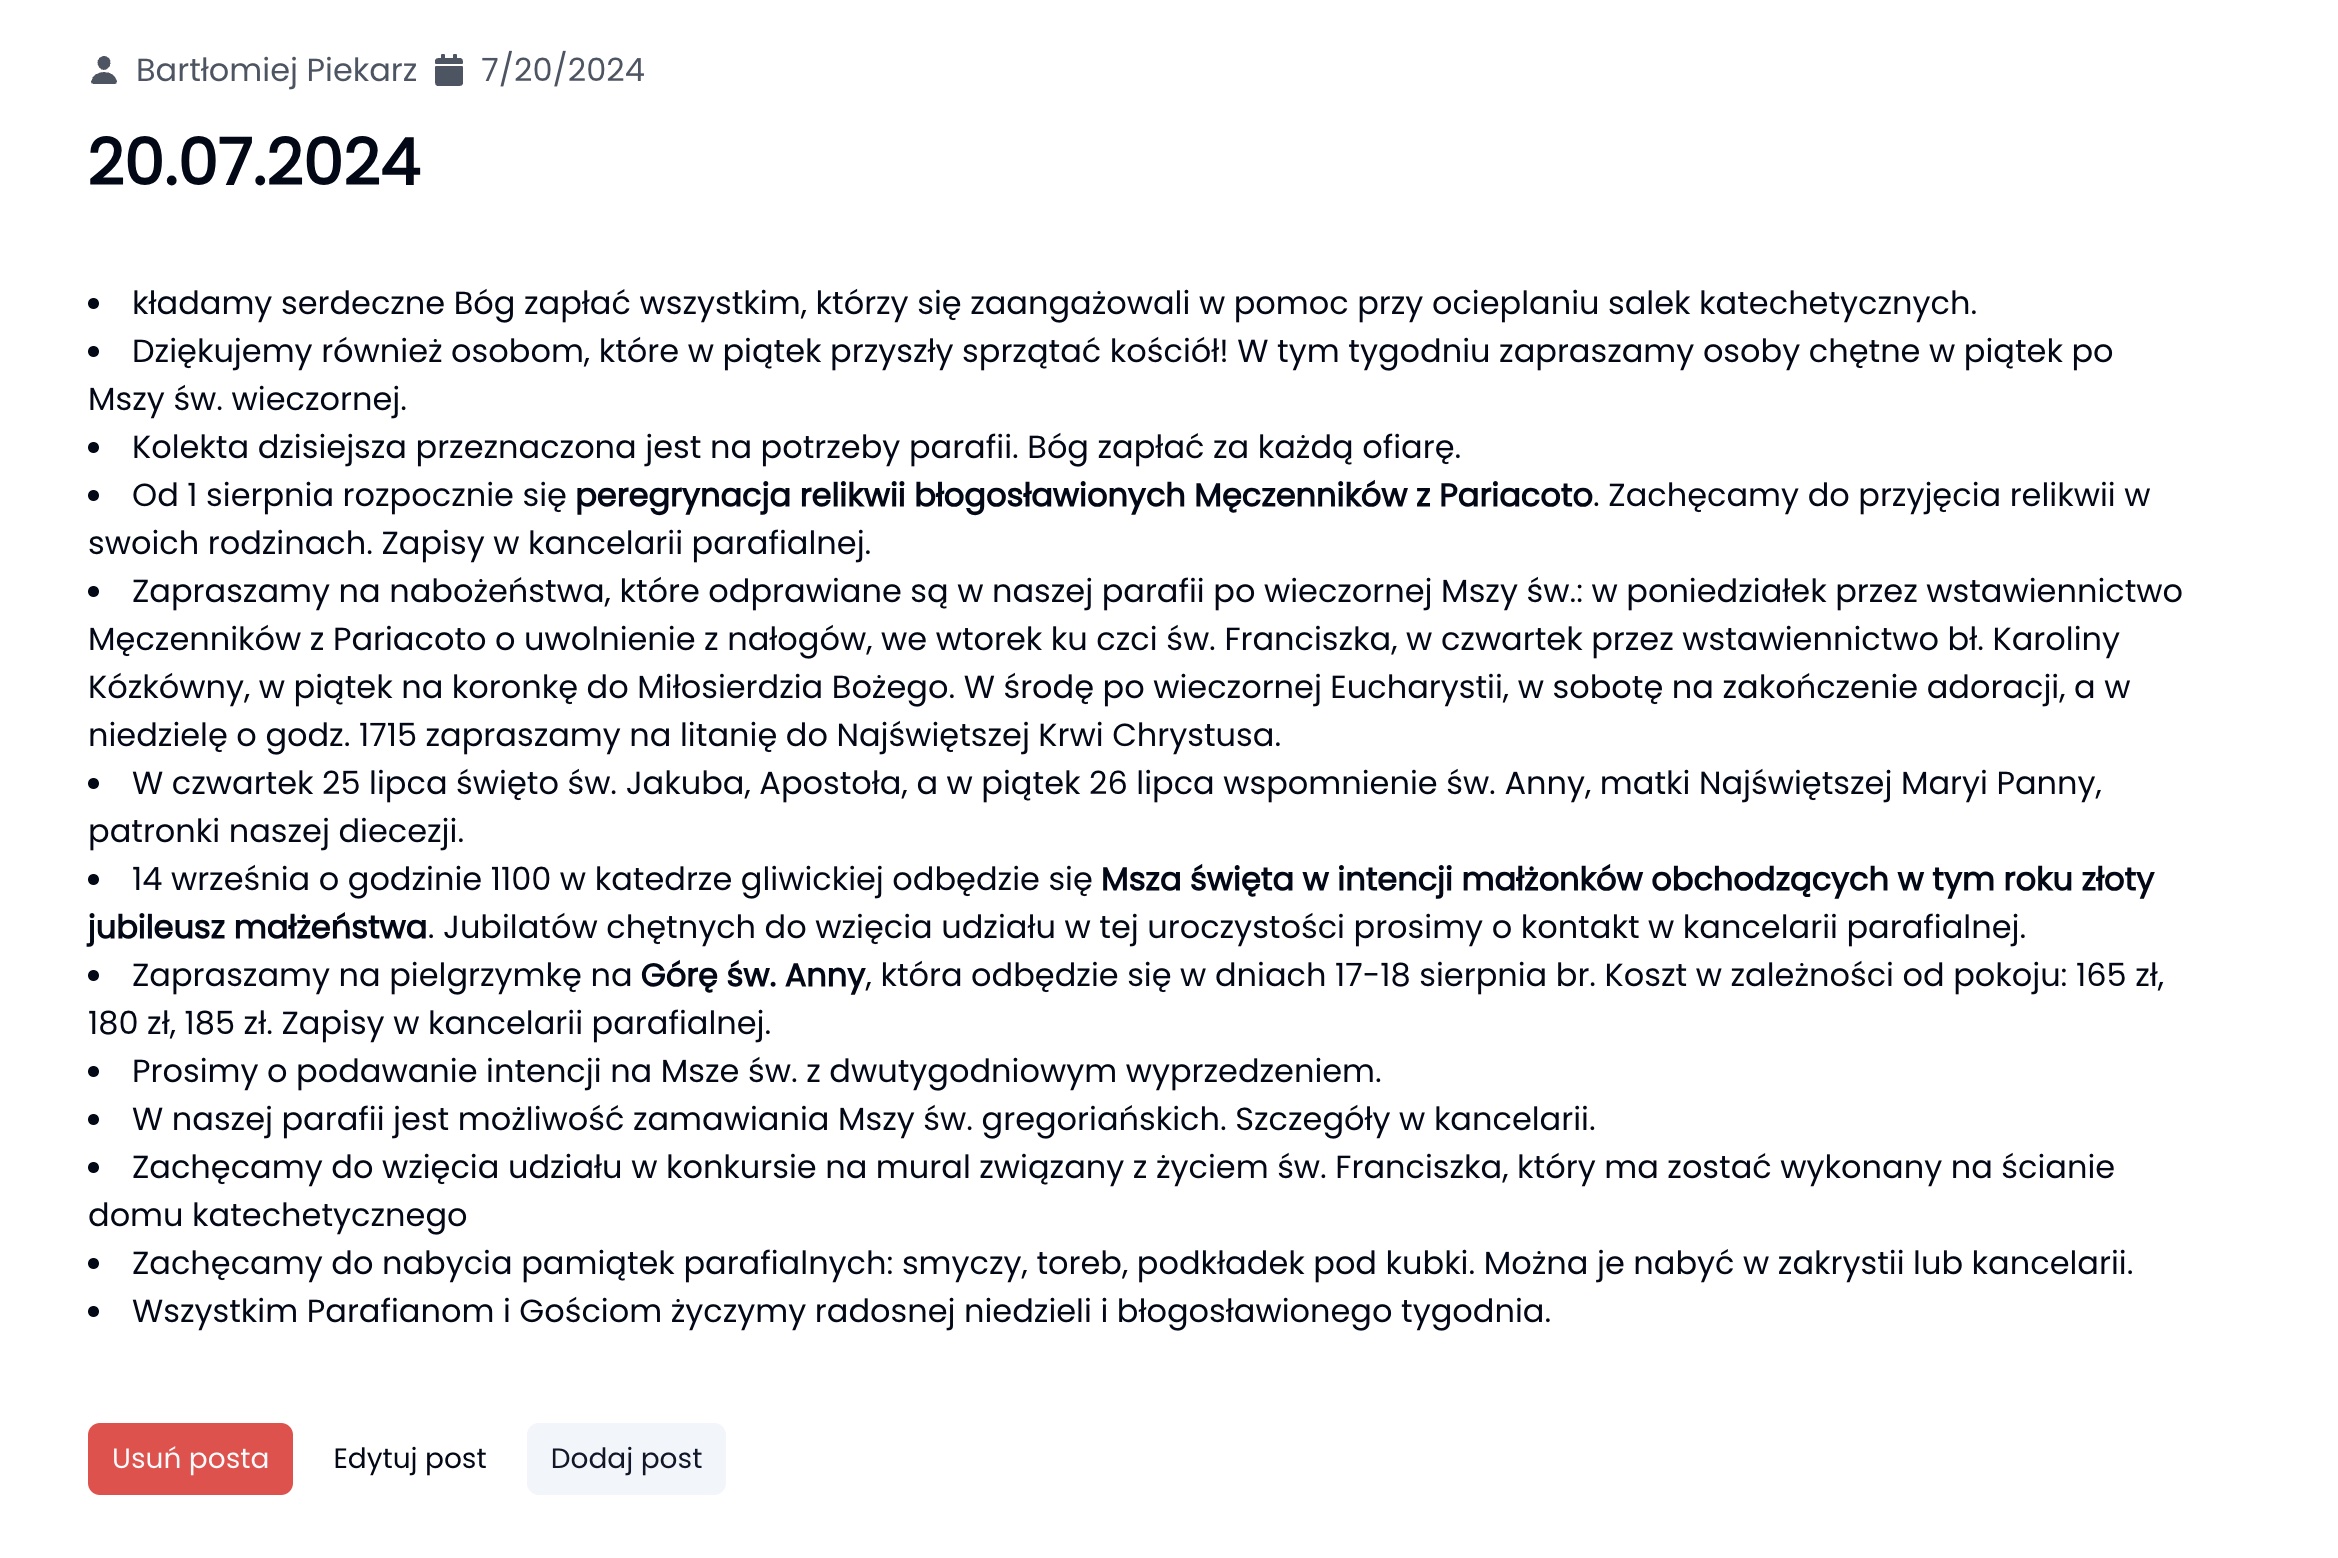 Bartłomiej Piekarz 7/20/2024
20.07.2024
• kładamy serdeczne Bóg zapłać wszystkim, którzy się zaangażowali w pomoc przy ocieplaniu salek katechetycznych.
• Dziękujemy również osobom, które w piątek przyszły sprzątać kościół! W tym tygodniu zapraszamy osoby chętne w piątek po
Mszy św. wieczornej.
• Kolekta dzisiejsza przeznaczona jest na potrzeby parafii. Bóg zapłać za każdą ofiarę.
• Od 1 sierpnia rozpocznie się peregrynacja relikwii błogosławionych Męczenników z Pariacoto. Zachęcamy do przyjęcia relikwii w
swoich rodzinach. Zapisy w kancelarii parafialnej.
• Zapraszamy na nabożeństwa, które odprawiane są w naszej parafii po wieczornej Mszy św.: w poniedziałek przez wstawiennictwo
Męczenników z Pariacoto o uwolnienie z nałogów, we wtorek ku czci św. Franciszka, w czwartek przez wstawiennictwo bł. Karoliny
Kózkówny, w piątek na koronkę do Miłosierdzia Bożego. W środę po wieczornej Eucharystii, w sobotę na zakończenie adoracji, a w
niedzielę o godz. 1715 zapraszamy na litanię do Najświętszej Krwi Chrystusa.
• W czwartek 25 lipca święto św. Jakuba, Apostoła, a w piątek 26 lipca wspomnienie św. Anny, matki Najświętszej Maryi Panny,
patronki naszej diecezji.
• 14 września o godzinie 1100 w katedrze gliwickiej odbędzie się Msza święta w intencji małżonków obchodzących w tym roku złoty
jubileusz małżeństwa. Jubilatów chętnych do wzięcia udziału w tej uroczystości prosimy o kontakt w kancelarii parafialnej.
• Zapraszamy na pielgrzymkę na Górę św. Anny, która odbędzie się w dniach 17-18 sierpnia br. Koszt w zależności od pokoju: 165 zł,
180 zł, 185 zł. Zapisy w kancelarii parafialnej.
• Prosimy o podawanie intencji na Msze św. z dwutygodniowym wyprzedzeniem.
• W naszej parafii jest możliwość zamawiania Mszy św. gregoriańskich. Szczegóły w kancelarii.
• Zachęcamy do wzięcia udziału w konkursie na mural związany z życiem św. Franciszka, który ma zostać wykonany na ścianie
domu katechetycznego
• Zachęcamy do nabycia pamiątek parafialnych: smyczy, toreb, podkładek pod kubki. Można je nabyć w zakrystii lub kancelarii.
• Wszystkim Parafianom i Gościom życzymy radosnej niedzieli i błogosławionego tygodnia.
Usuń posta Edytuj post Dodaj post